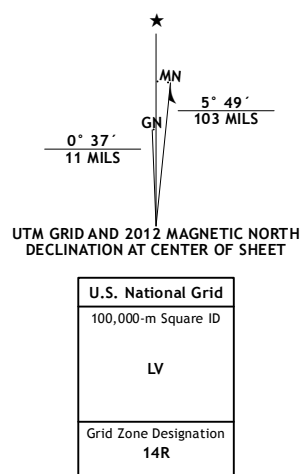 ★
MN
GN
5° 49´
103 MILS
0° 37´
11 MILS
UTM GRID AND 2012 MAGNETIC NORTH
DECLINATION AT CENTER OF SHEET
U.S. National Grid
100,000-m Square ID
LV
Grid Zone Designation
14R